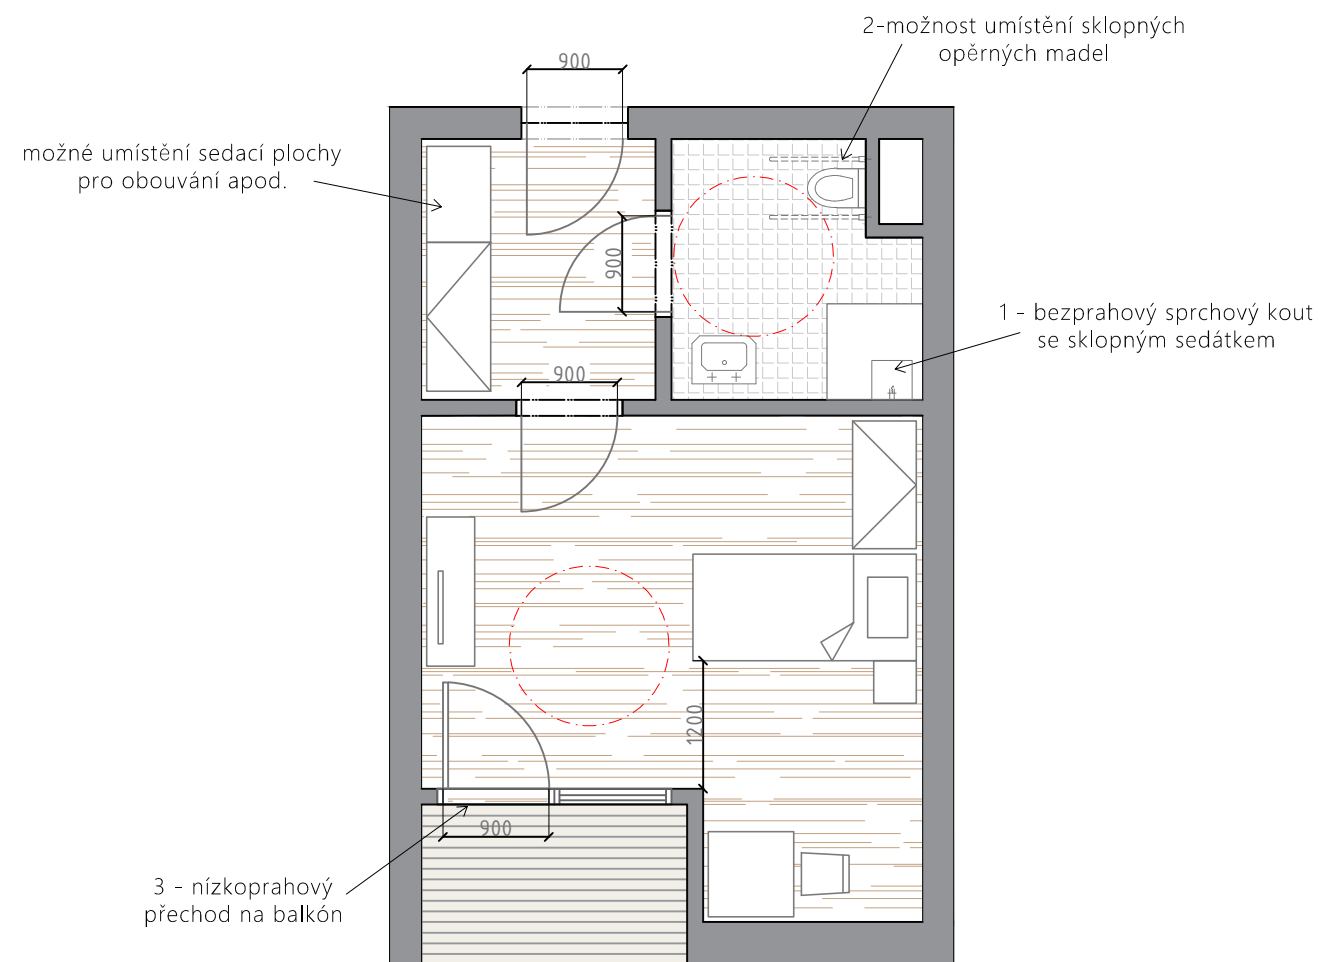 2-možnost umístění sklopných
opěrných madel
900
možné umístění sedací plochy
pro obouvání apod.
900
1 - bezprahový sprchový kout
se sklopným sedátkem
900
1200
900
3 - nízkoprahový
přechod na balkón